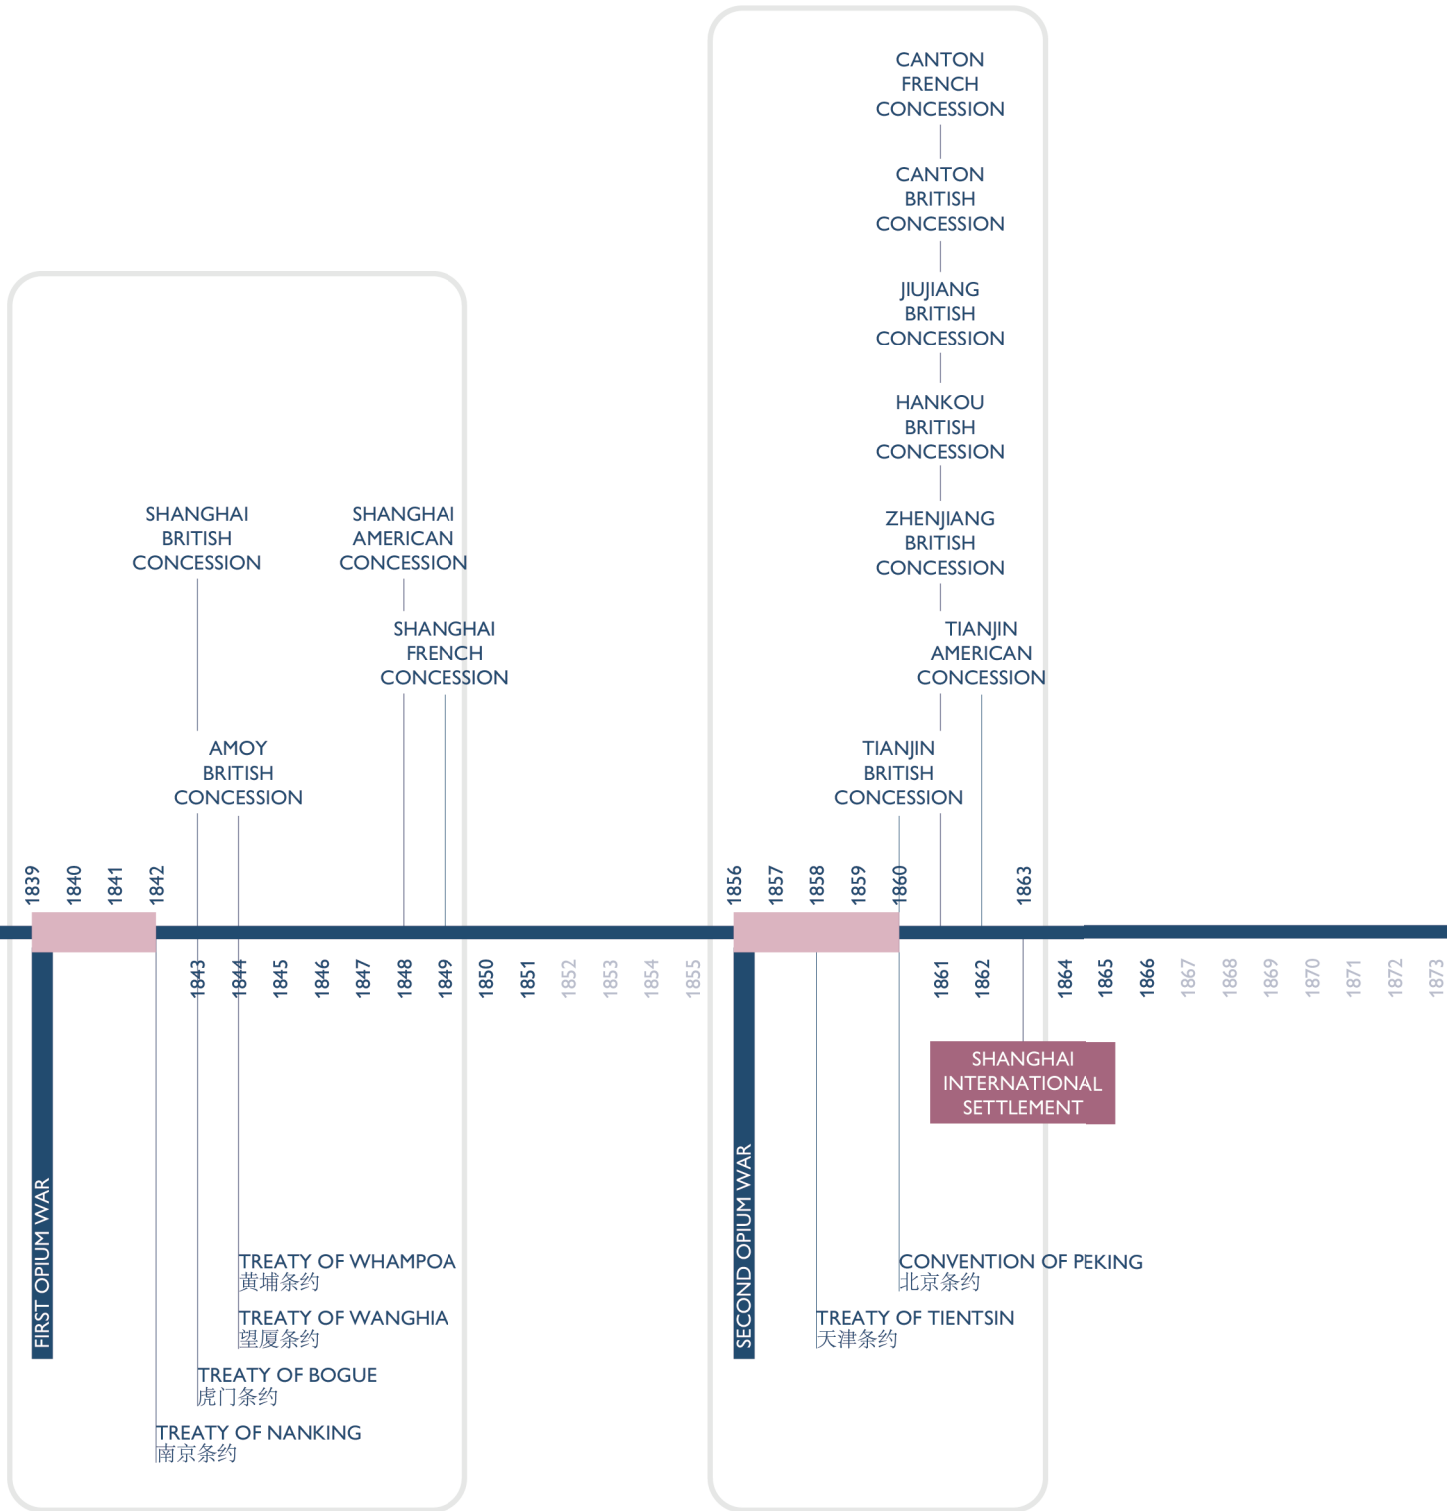 CANTON
FRENCH
CONCESSION
CANTON
BRITISH
CONCESSION
JIUJIANG
BRITISH
CONCESSION
HANKOU
BRITISH
CONCESSION
SHANGHAI
BRITISH
CONCESSION
SHANGHAI
AMERICAN
CONCESSION
ZHENJIANG
BRITISH
CONCESSION
SHANGHAI
FRENCH
CONCESSION
TIANJIN
AMERICAN
CONCESSION
AMOY
BRITISH
CONCESSION
TIANJIN
BRITISH
CONCESSION
1839
1840
1841
1842
1856
1857
1858
1859
1860
1863
1843
1844
1845
1846
1847
1848
1849
1850
1851
1852
1853
1854
1855
1861
1862
1864
1865
1866
1867
1868
1869
1870
1871
1872
1873
SHANGHAI
INTERNATIONAL
SETTLEMENT
FIRST OPIUM WAR
SECOND OPIUM WAR
TREATY OF WHAMPOA
黄埔条约
TREATY OF WANGHIA
望厦条约
TREATY OF BOGUE
虎门条约
TREATY OF NANKING
南京条约
CONVENTION OF PEKING
北京条约
TREATY OF TIENTSIN
天津条约